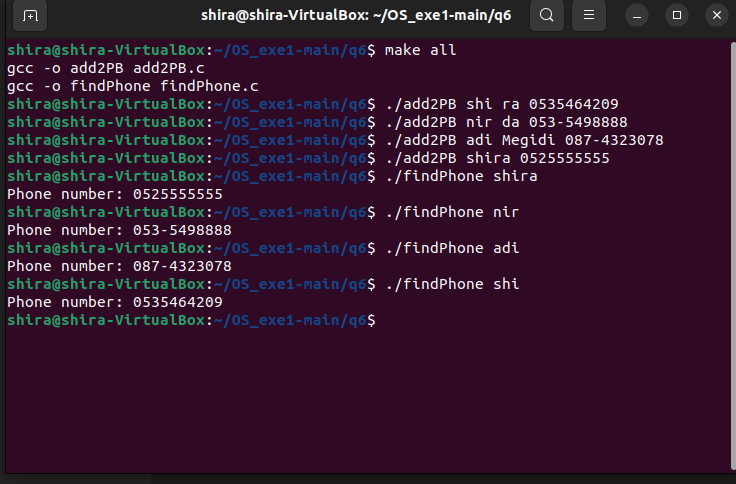 shira@shira-VirtualBox: ~/OS_exe1-main/q6
shira@shira-VirtualBox:~/OS_exe1-main/q6$ make all
gcc -o add2PB add2PB.c
gcc -o findPhone findPhone.c
shira@shira-VirtualBox:~/OS_exe1-main/q6$ ./add2PB shi ra 0535464209
shira@shira-VirtualBox:~/OS_exe1-main/q6$ ./add2PB nir da 053-5498888
shira@shira-VirtualBox:~/OS_exe1-main/q6$ ./add2PB adi Megidi 087-4323078
shira@shira-VirtualBox:~/OS_exe1-main/q6$ ./add2PB shira 0525555555
shira@shira-VirtualBox:~/OS_exe1-main/q6$ ./findPhone shira
Phone number: 0525555555
shira@shira-VirtualBox:~/OS_exe1-main/q6$ ./findPhone nir
Phone number: 053-5498888
shira@shira-VirtualBox:~/OS_exe1-main/q6$ ./findPhone adi
Phone number: 087-4323078
shira@shira-VirtualBox:~/OS_exe1-main/q6$ ./findPhone shi
Phone number: 0535464209
shira@shira-VirtualBox:~/OS_exe1-main/q6$